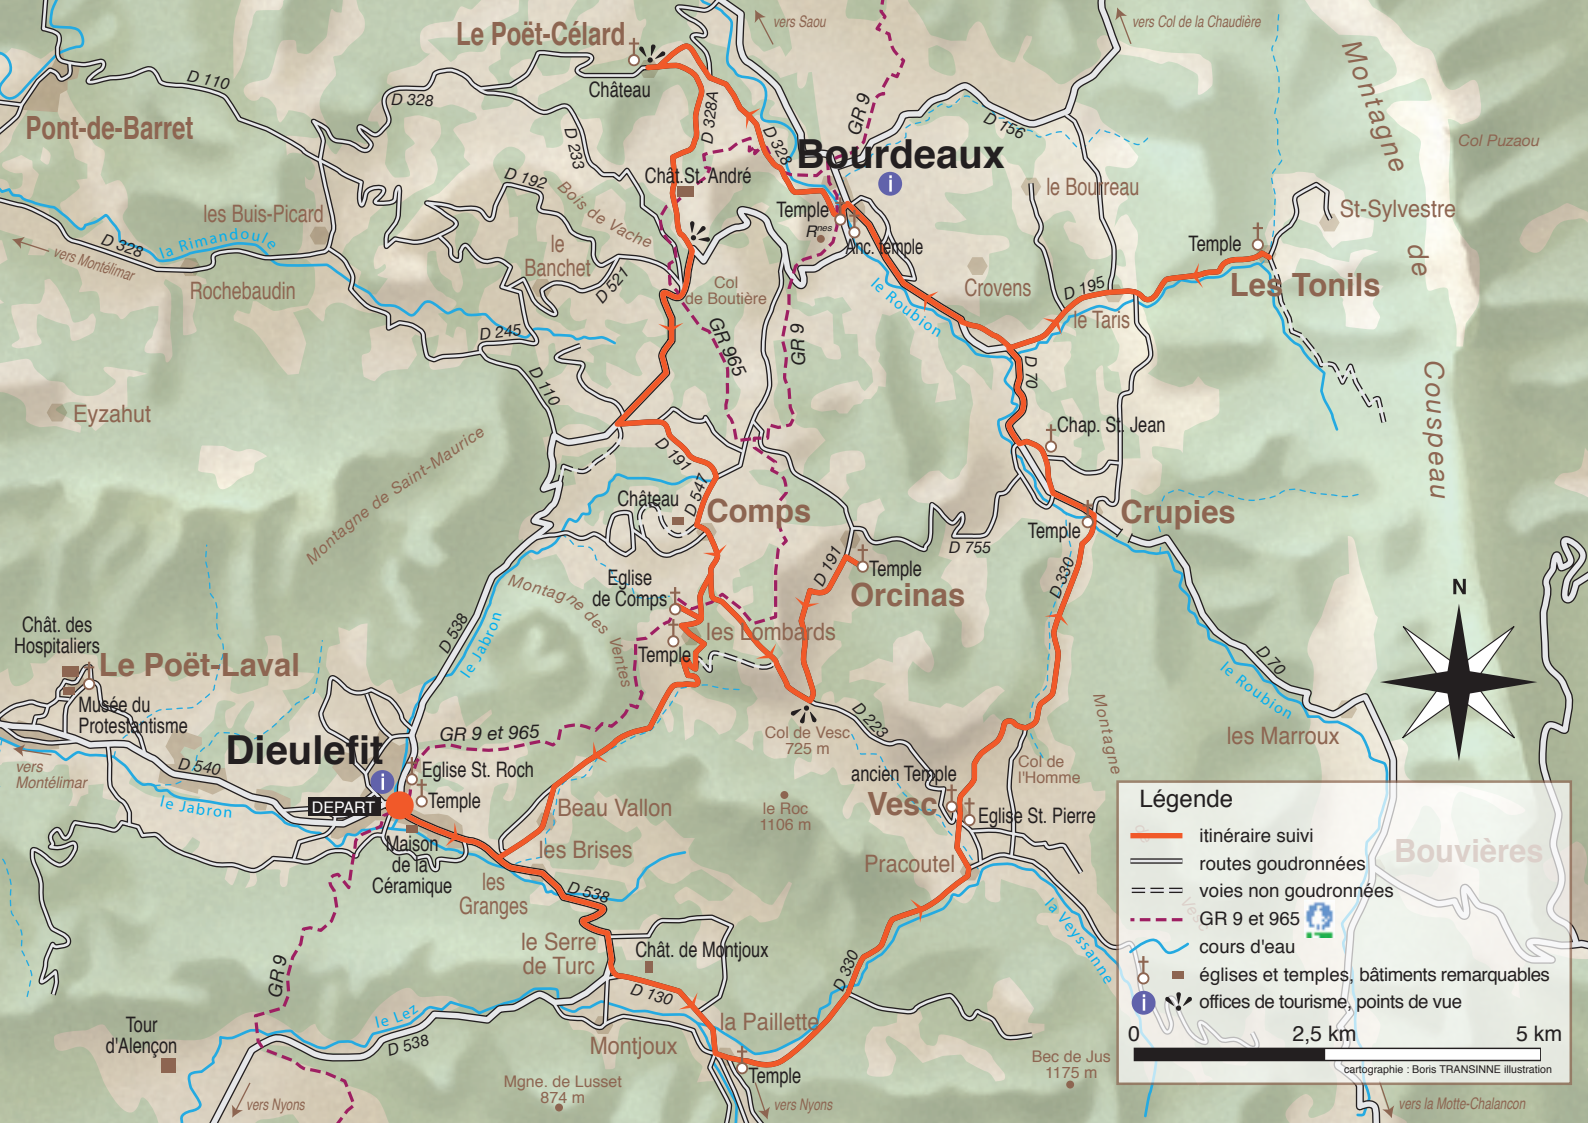 Le Poët-Célard
vers Saou
vers Col de la Chaudière
Montagne
de
Couspeau
Col Puzaou
D 110
D 328
Château
D 328A
GR 9
D 156
Pont-de-Barret
D 233
D 328
Bourdeaux
i
D 192
Chât.St. André
le Bourreau
les Buis-Picard
Bois de Vache
Temple
Rnes
St-Sylvestre
D 328
la Rimandoule
vers Montélimar
le
Banchet
Anc. temple
Temple
Rochebaudin
D 521
Col
de Boutière
le Roubion
Crovens
D 195
Les Tonils
le Taris
D 245
GR 965
GR 9
D 70
D 110
Eyzahut
Montagne de Saint-Maurice
D 191
Chap. St. Jean
Château
D 547
Comps
Crupies
Temple
D 755
D 191
Temple
Orcinas
D 330
Eglise
de Comps
Montagne des Ventes
les Lombards
Temple
N
Chât. des
Hospitaliers
Le Poët-Laval
Musée du
Protestantisme
D 538
le Jabron
D 70
le Roubion
les Marroux
Montagne
GR 9 et 965
Col de Vesc
725 m
D 223
Col de
l'Homme
vers
Montélimar
D 540
Dieulefit
i
Eglise St. Roch
DEPART
Temple
le Jabron
Beau Vallon
le Roc
1106 m
ancien Temple
Vesc
Eglise St. Pierre
Maison
de la
Céramique
les Brises
les
Granges
D 538
Pracoutel
le Serre
de Turc
Chât. de Montjoux
la Veyssanne
GR 9
D 130
D 330
le Lez
la Paillette
D 538
Montjoux
Temple
Tour
d'Alençon
Mgne. de Lusset
874 m
Bec de Jus
1175 m
vers Nyons
vers Nyons
vers la Motte-Chalancon
Bouvières
Légende
itinéraire suivi
routes goudronnées
voies non goudronnées
GR 9 et 965
cours d'eau
églises et temples, bâtiments remarquables
i
offices de tourisme, points de vue
0 2,5 km 5 km
cartographie : Boris TRANSINNE illustration